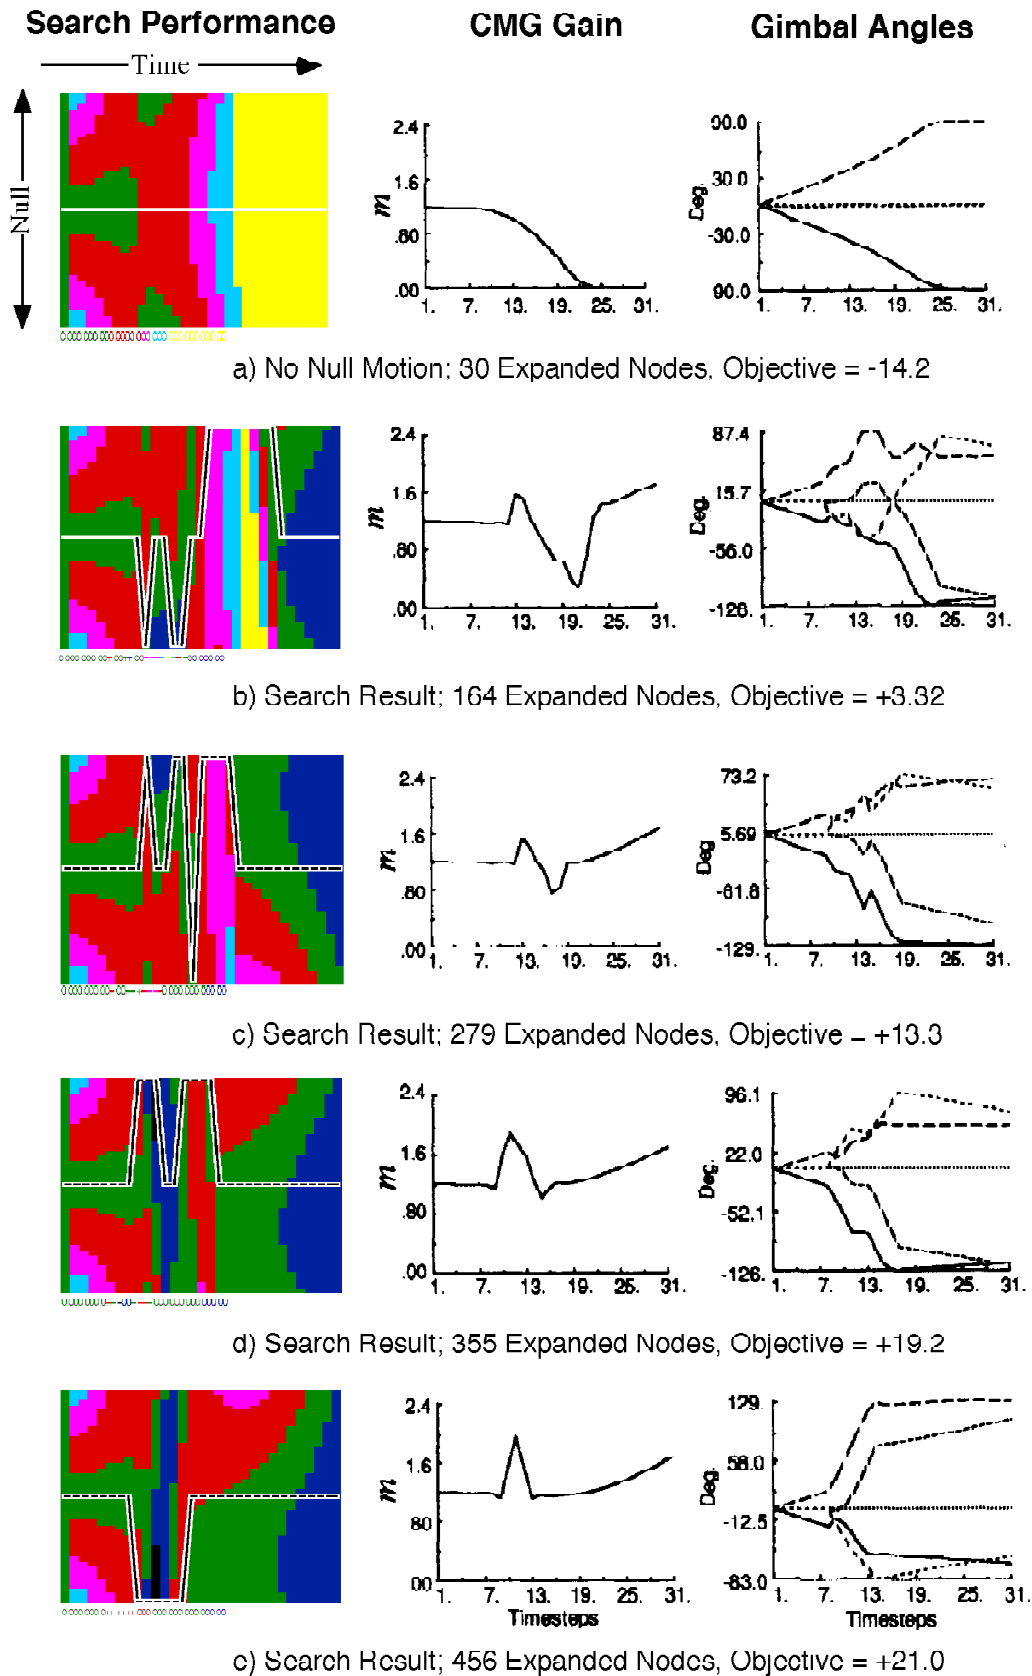 Search Performance CMG Gain Gimbal Angles
Time
Null
2.4
1.6
.80
.00
m
1. 7. 13. 19. 25. 31.
90.0
30.0
-30.0
90.0
Deg.
1. 7. 13. 19. 25. 31.
a) No Null Motion; 30 Expanded Nodes, Objective = -14.2
2.4
1.6
.80
.00
m
1. 7. 13. 19. 25. 31.
87.4
15.7
-56.0
-126.
Deg.
1. 7. 13. 19. 25. 31.
b) Search Result; 164 Expanded Nodes, Objective = +3.32
2.4
1.6
.80
.00
m
1. 7. 13. 19. 25. 31.
73.2
5.69
-61.8
-129
Deg
1. 7. 13. 19. 25. 31.
c) Search Result; 279 Expanded Nodes, Objective = +13.3
2.4
1.6
.80
.00
m
1. 7. 13. 19. 25. 31.
96.1
22.0
-52.1
-126.
Deg.
1. 7. 13. 19. 25. 31.
d) Search Result; 355 Expanded Nodes, Objective = +19.2
2.4
1.6
80
.00
m
1. 7. 13. 19. 25. 31.
Timesteps
129.
58.0
-12.5
-83.0
Deg.
1. 7. 13. 19. 25. 31.
Timesteps
e) Search Result; 456 Expanded Nodes, Objective = +21.0